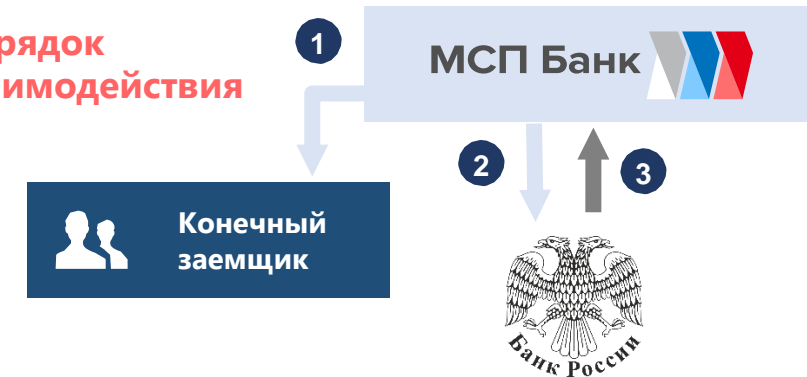 рядок
имодействия
1
МСП Банк
2
3
Конечный
заемщик
Банк России